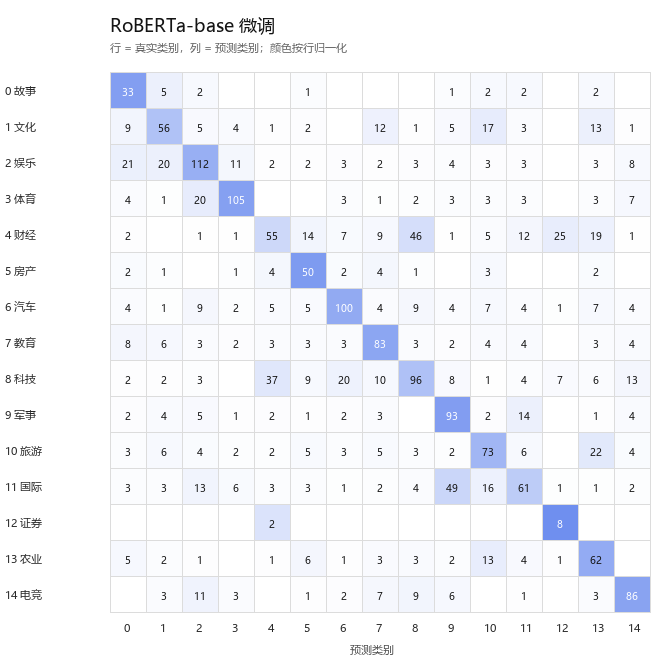 RoBERTa-base 微调
行 = 真实类别，列 = 预测类别；颜色按行归一化
0 故事 33 5 2 1 1 2 2 2
1 文化 9 56 5 4 1 2 12 1 5 17 3 13 1
2 娱乐 21 20 112 11 2 2 3 2 3 4 3 3 3 8
3 体育 4 1 20 105 3 1 2 3 3 3 3 7
4 财经 2 1 1 55 14 7 9 46 1 5 12 25 19 1
5 房产 2 1 1 4 50 2 4 1 3 2
6 汽车 4 1 9 2 5 5 100 4 9 4 7 4 1 7 4
7 教育 8 6 3 2 3 3 3 83 3 2 4 4 3 4
8 科技 2 2 3 37 9 20 10 96 8 1 4 7 6 13
9 军事 2 4 5 1 2 1 2 3 93 2 14 1 4
10 旅游 3 6 4 2 2 5 3 5 3 2 73 6 22 4
11 国际 3 3 13 6 3 3 1 2 4 49 16 61 1 1 2
12 证券 2 8
13 农业 5 2 1 1 6 1 3 3 2 13 4 1 62
14 电竞 3 11 3 1 2 7 9 6 1 3 86
0 1 2 3 4 5 6 7 8 9 10 11 12 13 14
预测类别